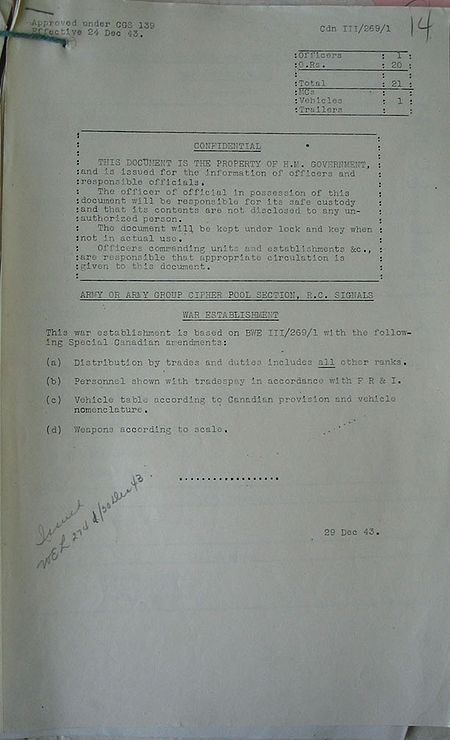 Approved under CGS 139
Effective 24 Dec 43.
Cdn III/269/1
14
:Officers : 1 :
:O.Rs. : 20 :
:Total : 21 :
:MCs : :
:Vehicles : 1 :
:Trailers : :
CONFIDENTIAL
THIS DOCUMENT IS THE PROPERTY OF H.M. GOVERNMENT,
and is issued for the information of officers and
responsible officials.
The officer of official in possession of this
document will be responsible for its safe custody
and that its contents are not disclosed to any un-
authorized person.
The document will be kept under lock and key when
not in actual use.
Officers commanding units and establishments &c.,
are responsible that appropriate circulation is
given to this document.
ARMY OR ARMY GROUP CIPHER POOL SECTION, R.C. SIGNALS
WAR ESTABLISHMENT
This war establishment is based on BWE III/269/1 with the follow-
ing Special Canadian amendments:
(a) Distribution by trades and duties includes all other ranks.
(b) Personnel shown with tradespay in accordance with F R & I.
(c) Vehicle table according to Canadian provision and vehicle
nomenclature.
(d) Weapons according to scale.
..................
Issued
WEL 274 d/30 Dec 43.
29 Dec 43.